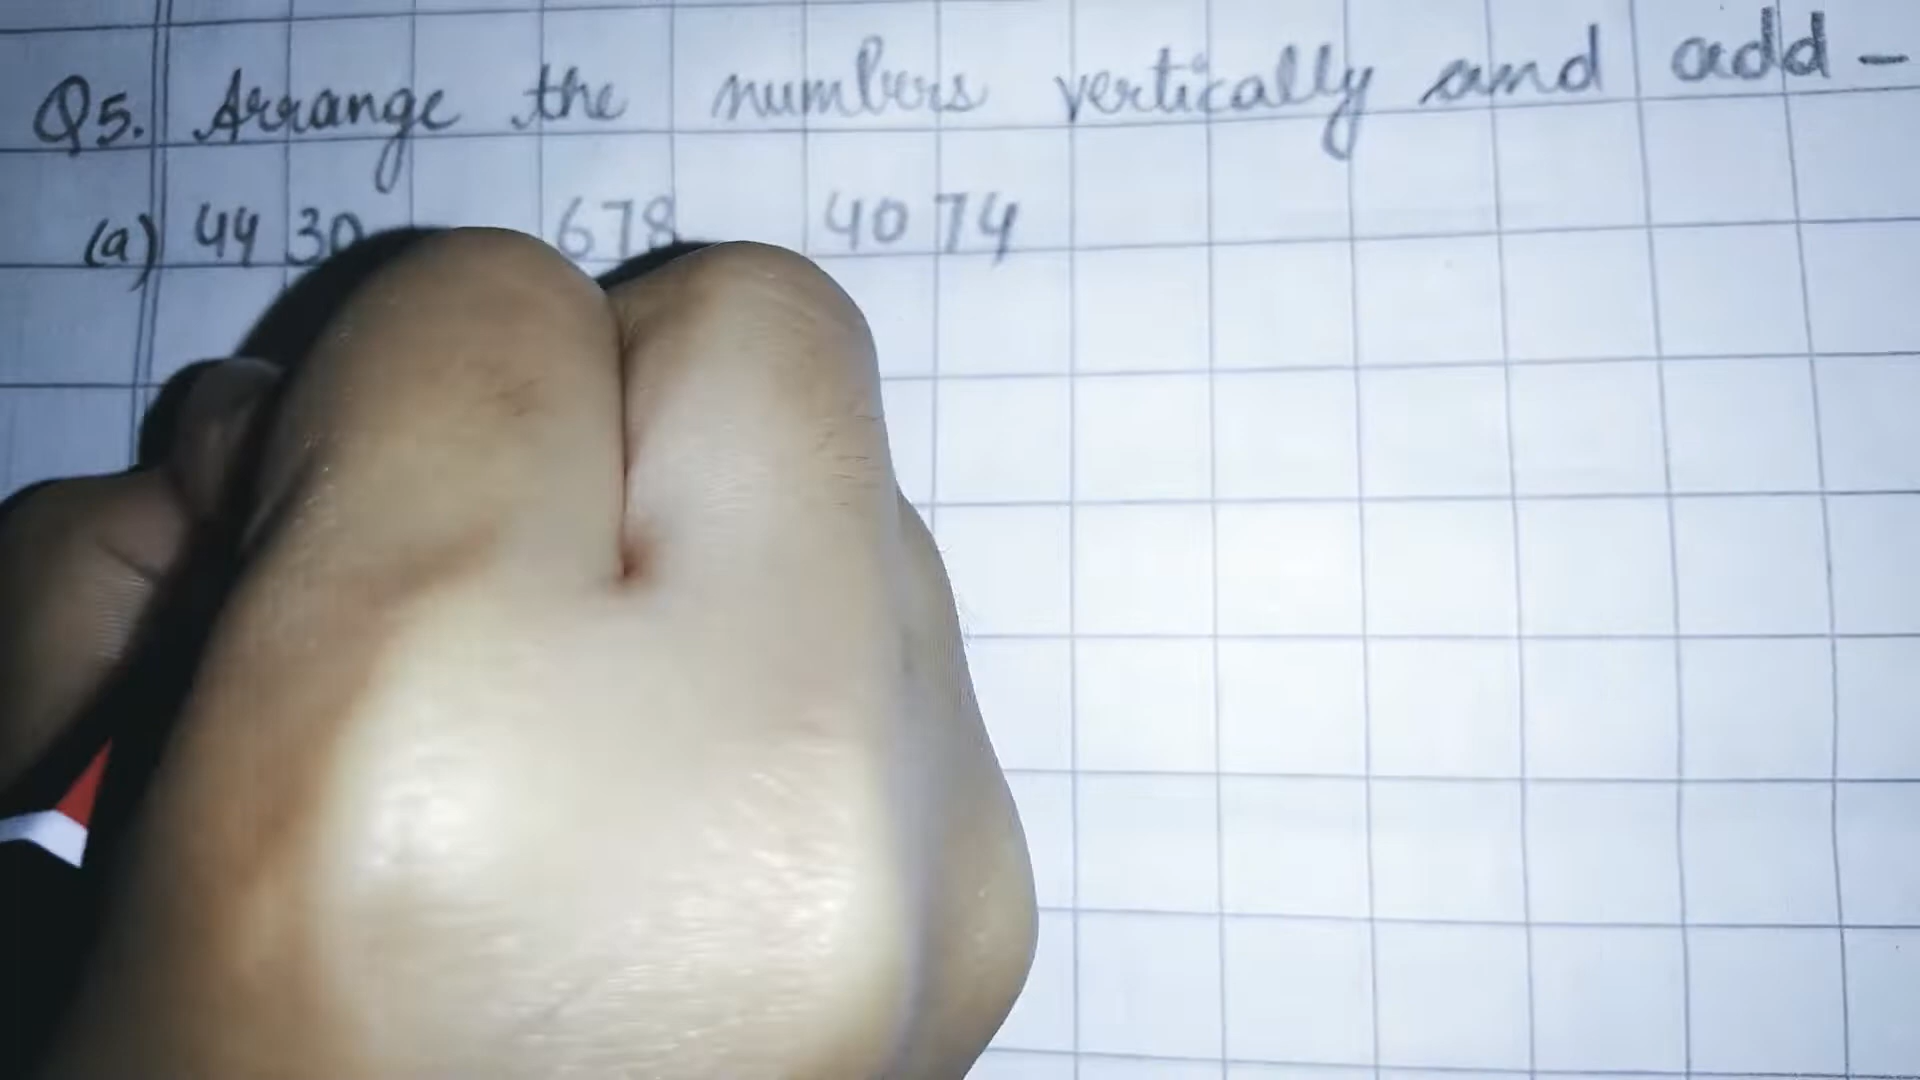 Q5. Arrange the numbers vertically and add -
(a) 4430 678 4074